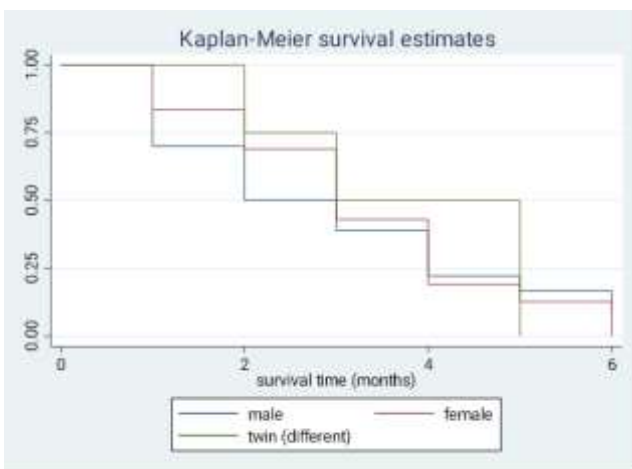 Kaplan-Meier survival estimates
1.00
0.75
0.50
0.25
0.00
0 2 4 6
survival time (months)
male female
twin (different)